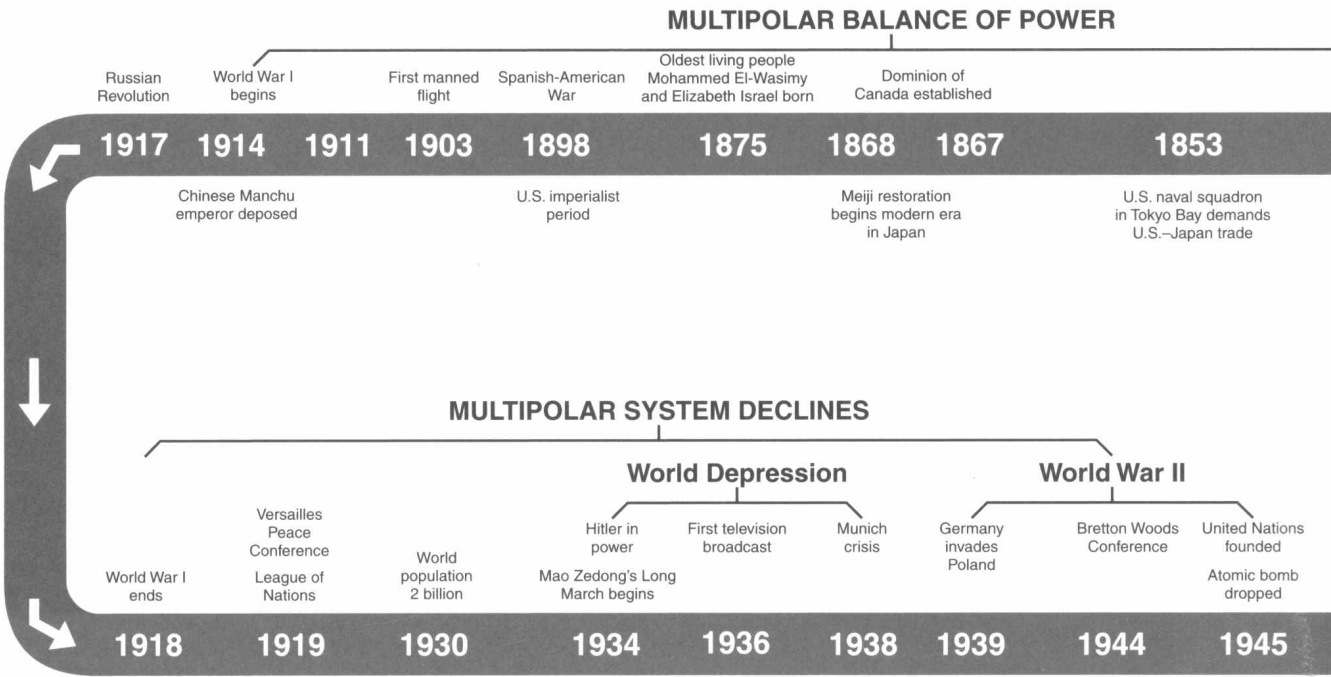 MULTIPOLAR BALANCE OF POWER
Russian
Revolution
World War I
begins
First manned
flight
Spanish-American
War
Oldest living people
Mohammed El-Wasimy
and Elizabeth Israel born
Dominion of
Canada established
1917 1914 1911 1903 1898 1875 1868 1867 1853
Chinese Manchu
emperor deposed
U.S. imperialist
period
Meiji restoration
begins modern era
in Japan
U.S. naval squadron
in Tokyo Bay demands
U.S.–Japan trade
MULTIPOLAR SYSTEM DECLINES
World Depression
World War II
World War I
ends
Versailles
Peace
Conference
League of
Nations
World
population
2 billion
Hitler in
power
Mao Zedong's Long
March begins
First television
broadcast
Munich
crisis
Germany
invades
Poland
Bretton Woods
Conference
United Nations
founded
Atomic bomb
dropped
1918 1919 1930 1934 1936 1938 1939 1944 1945